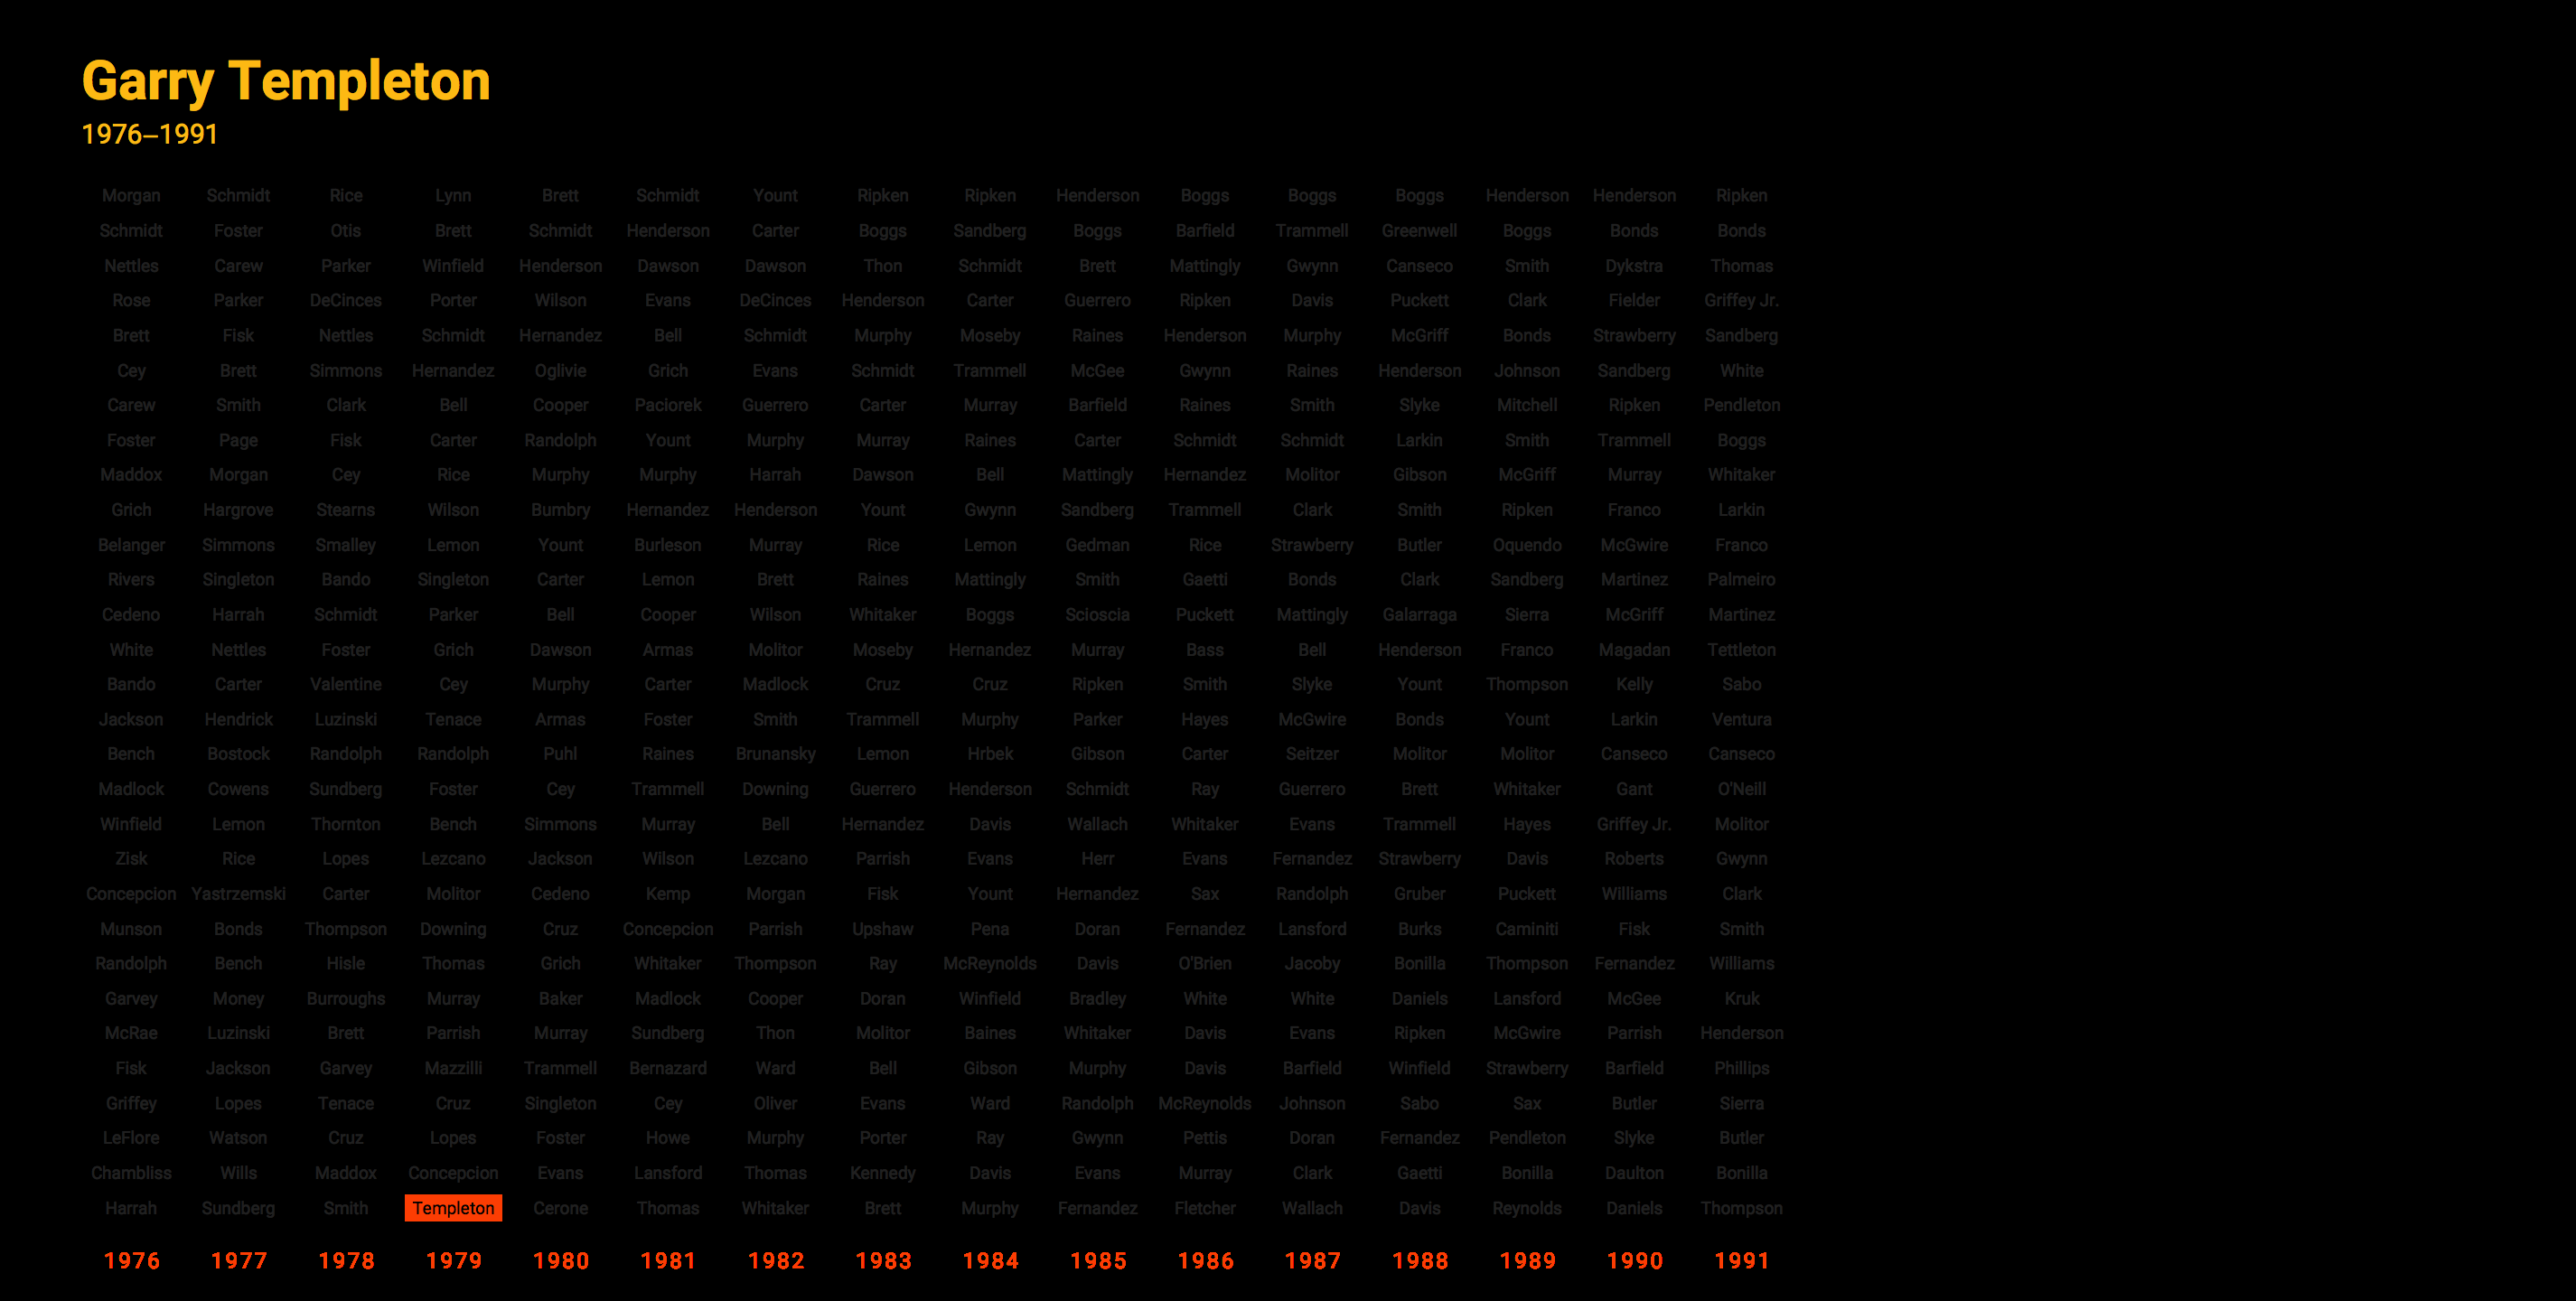 Garry Templeton
1976–1991
Morgan Schmidt Rice Lynn Brett Schmidt Yount Ripken Ripken Henderson Boggs Boggs Boggs Henderson Henderson Ripken
Schmidt Foster Otis Brett Schmidt Henderson Carter Boggs Sandberg Boggs Barfield Trammell Greenwell Boggs Bonds Bonds
Nettles Carew Parker Winfield Henderson Dawson Dawson Thon Schmidt Brett Mattingly Gwynn Canseco Smith Dykstra Thomas
Rose Parker DeCinces Porter Wilson Evans DeCinces Henderson Carter Guerrero Ripken Davis Puckett Clark Fielder Griffey Jr.
Brett Fisk Nettles Schmidt Hernandez Bell Schmidt Murphy Moseby Raines Henderson Murphy McGriff Bonds Strawberry Sandberg
Cey Brett Simmons Hernandez Oglivie Grich Evans Schmidt Trammell McGee Gwynn Raines Henderson Johnson Sandberg White
Carew Smith Clark Bell Cooper Paciorek Guerrero Carter Murray Barfield Raines Smith Slyke Mitchell Ripken Pendleton
Foster Page Fisk Carter Randolph Yount Murphy Murray Raines Carter Schmidt Schmidt Larkin Smith Trammell Boggs
Maddox Morgan Cey Rice Murphy Murphy Harrah Dawson Bell Mattingly Hernandez Molitor Gibson McGriff Murray Whitaker
Grich Hargrove Stearns Wilson Bumbry Hernandez Henderson Yount Gwynn Sandberg Trammell Clark Smith Ripken Franco Larkin
Belanger Simmons Smalley Lemon Yount Burleson Murray Rice Lemon Gedman Rice Strawberry Butler Oquendo McGwire Franco
Rivers Singleton Bando Singleton Carter Lemon Brett Raines Mattingly Smith Gaetti Bonds Clark Sandberg Martinez Palmeiro
Cedeno Harrah Schmidt Parker Bell Cooper Wilson Whitaker Boggs Scioscia Puckett Mattingly Galarraga Sierra McGriff Martinez
White Nettles Foster Grich Dawson Armas Molitor Moseby Hernandez Murray Bass Bell Henderson Franco Magadan Tettleton
Bando Carter Valentine Cey Murphy Carter Madlock Cruz Cruz Ripken Smith Slyke Yount Thompson Kelly Sabo
Jackson Hendrick Luzinski Tenace Armas Foster Smith Trammell Murphy Parker Hayes McGwire Bonds Yount Larkin Ventura
Bench Bostock Randolph Randolph Puhl Raines Brunansky Lemon Hrbek Gibson Carter Seitzer Molitor Molitor Canseco Canseco
Madlock Cowens Sundberg Foster Cey Trammell Downing Guerrero Henderson Schmidt Ray Guerrero Brett Whitaker Gant O'Neill
Winfield Lemon Thornton Bench Simmons Murray Bell Hernandez Davis Wallach Whitaker Evans Trammell Hayes Griffey Jr. Molitor
Zisk Rice Lopes Lezcano Jackson Wilson Lezcano Parrish Evans Herr Evans Fernandez Strawberry Davis Roberts Gwynn
Concepcion Yastrzemski Carter Molitor Cedeno Kemp Morgan Fisk Yount Hernandez Sax Randolph Gruber Puckett Williams Clark
Munson Bonds Thompson Downing Cruz Concepcion Parrish Upshaw Pena Doran Fernandez Lansford Burks Caminiti Fisk Smith
Randolph Bench Hisle Thomas Grich Whitaker Thompson Ray McReynolds Davis O'Brien Jacoby Bonilla Thompson Fernandez Williams
Garvey Money Burroughs Murray Baker Madlock Cooper Doran Winfield Bradley White White Daniels Lansford McGee Kruk
McRae Luzinski Brett Parrish Murray Sundberg Thon Molitor Baines Whitaker Davis Evans Ripken McGwire Parrish Henderson
Fisk Jackson Garvey Mazzilli Trammell Bernazard Ward Bell Gibson Murphy Davis Barfield Winfield Strawberry Barfield Phillips
Griffey Lopes Tenace Cruz Singleton Cey Oliver Evans Ward Randolph McReynolds Johnson Sabo Sax Butler Sierra
LeFlore Watson Cruz Lopes Foster Howe Murphy Porter Ray Gwynn Pettis Doran Fernandez Pendleton Slyke Butler
Chambliss Wills Maddox Concepcion Evans Lansford Thomas Kennedy Davis Evans Murray Clark Gaetti Bonilla Daulton Bonilla
Harrah Sundberg Smith Templeton Cerone Thomas Whitaker Brett Murphy Fernandez Fletcher Wallach Davis Reynolds Daniels Thompson
1976 1977 1978 1979 1980 1981 1982 1983 1984 1985 1986 1987 1988 1989 1990 1991